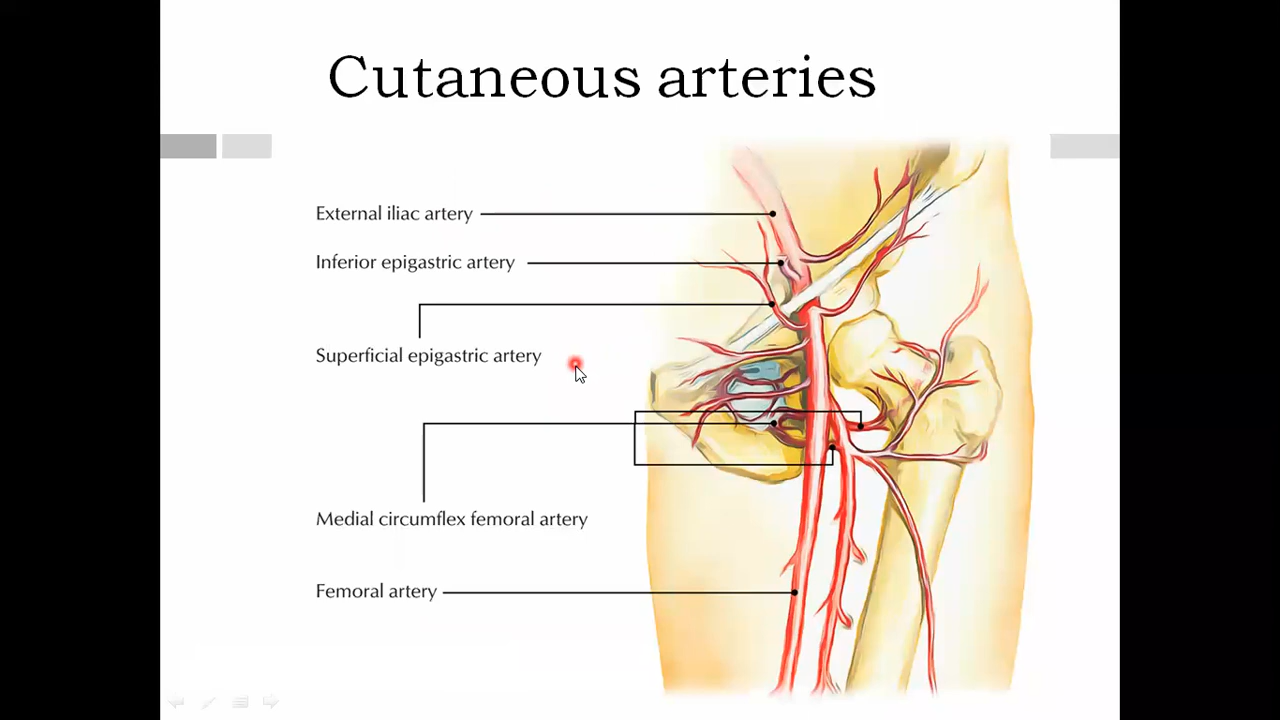 Cutaneous arteries
External iliac artery
Inferior epigastric artery
Superficial epigastric artery
Medial circumflex femoral artery
Femoral artery